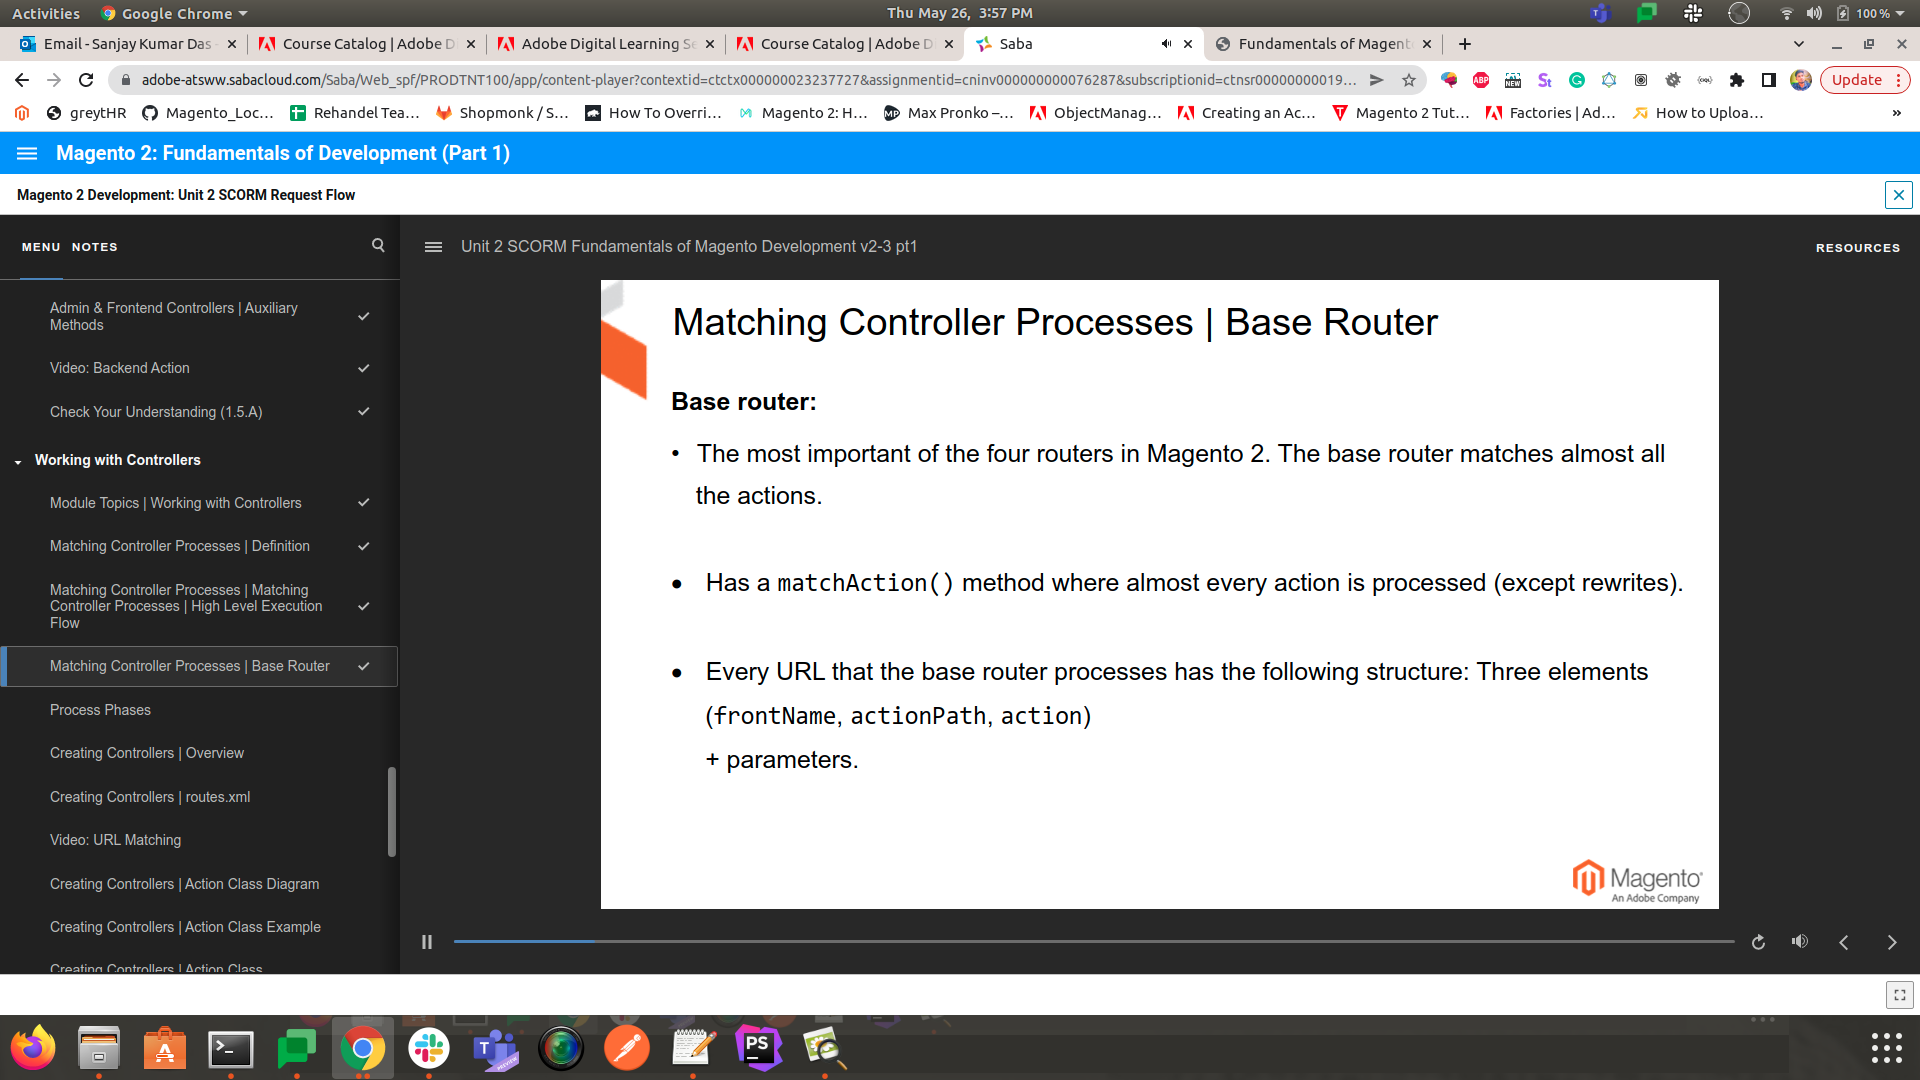 Activities
Google Chrome
Thu May 26, 3:57 PM
100 %
Email - Sanjay Kumar Das
Course Catalog | Adobe D
Adobe Digital Learning Se
Course Catalog | Adobe D
Saba
Fundamentals of Magent
adobe-atsww.sabacloud.com/Saba/Web_spf/PRODTNT100/app/content-player?contextid=ctctx000000023237727&assignmentid=cninv000000000076287&subscriptionid=ctnsr00000000019...
ABP
NEW
Update
greyTHR
Magento_Loc...
Rehandel Tea...
Shopmonk / S...
How To Overri...
Magento 2: H...
Max Pronko –...
ObjectManag...
Creating an Ac...
Magento 2 Tut...
Factories | Ad...
How to Uploa...
»
Magento 2: Fundamentals of Development (Part 1)
Magento 2 Development: Unit 2 SCORM Request Flow
MENU
NOTES
Unit 2 SCORM Fundamentals of Magento Development v2-3 pt1
RESOURCES
Admin & Frontend Controllers | Auxiliary
Methods
Video: Backend Action
Check Your Understanding (1.5.A)
Working with Controllers
Module Topics | Working with Controllers
Matching Controller Processes | Definition
Matching Controller Processes | Matching
Controller Processes | High Level Execution
Flow
Matching Controller Processes | Base Router
Process Phases
Creating Controllers | Overview
Creating Controllers | routes.xml
Video: URL Matching
Creating Controllers | Action Class Diagram
Creating Controllers | Action Class Example
Creating Controllers | Action Class
Matching Controller Processes | Base Router
Base router:
• The most important of the four routers in Magento 2. The base router matches almost all
the actions.
• Has a matchAction() method where almost every action is processed (except rewrites).
• Every URL that the base router processes has the following structure: Three elements
(frontName, actionPath, action)
+ parameters.
Magento
An Adobe Company
PS
PREVIEW